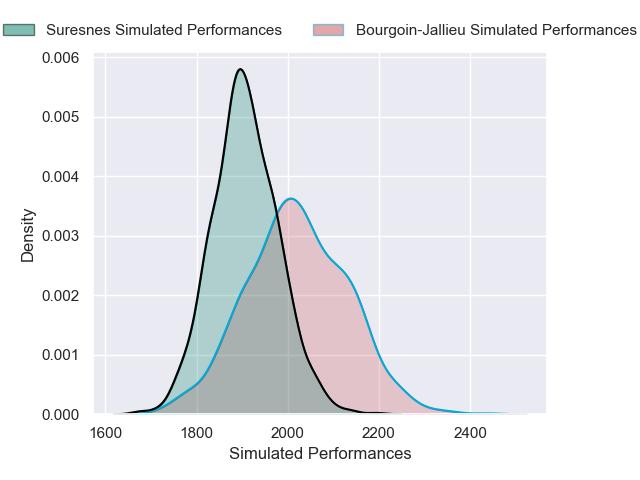 Suresnes Simulated Performances
Bourgoin-Jallieu Simulated Performances
0.006
0.005
0.004
0.003
0.002
0.001
0.000
Density
1600 1800 2000 2200 2400
Simulated Performances